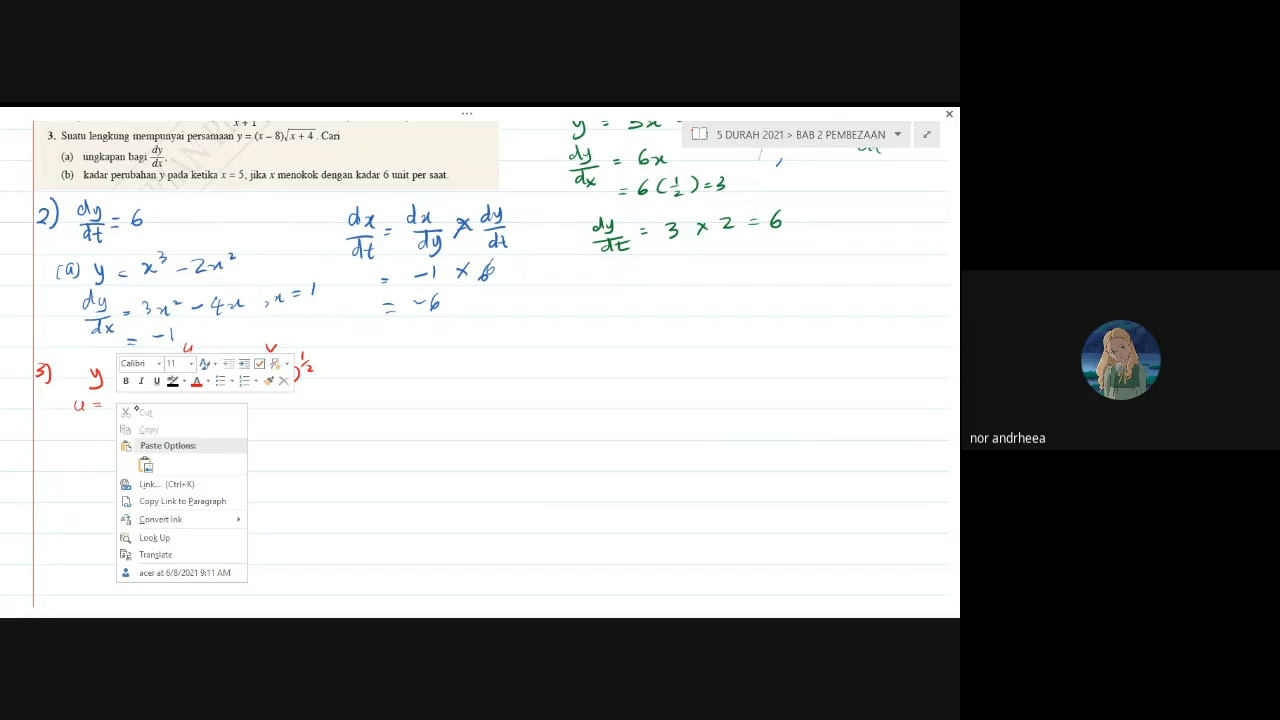 x + 1
3. Suatu lengkung mempunyai persamaan y = (x – 8)√x + 4 . Cari
(a) ungkapan bagi dy/dx,
(b) kadar perubahan y pada ketika x = 5, jika x menokok dengan kadar 6 unit per saat.
5 DURAH 2021 > BAB 2 PEMBEZAAN
y = 3x
dy/dx = 6x
= 6(1/2) = 3
dy/dt = 3 x 2 = 6
2) dy/dt = 6
(a) y = x³ - 2x²
dy/dx = 3x² - 4x , x = 1
= -1
dx/dt = dx/dy x dy/dt
= -1 x 6
= -6
u v
3) y )^1/2
u =
Calibri 11
B I U A
Cut
Copy
Paste Options:
Link... (Ctrl+K)
Copy Link to Paragraph
Convert Ink
Look Up
Translate
acer at 6/8/2021 9:11 AM
nor andrheea